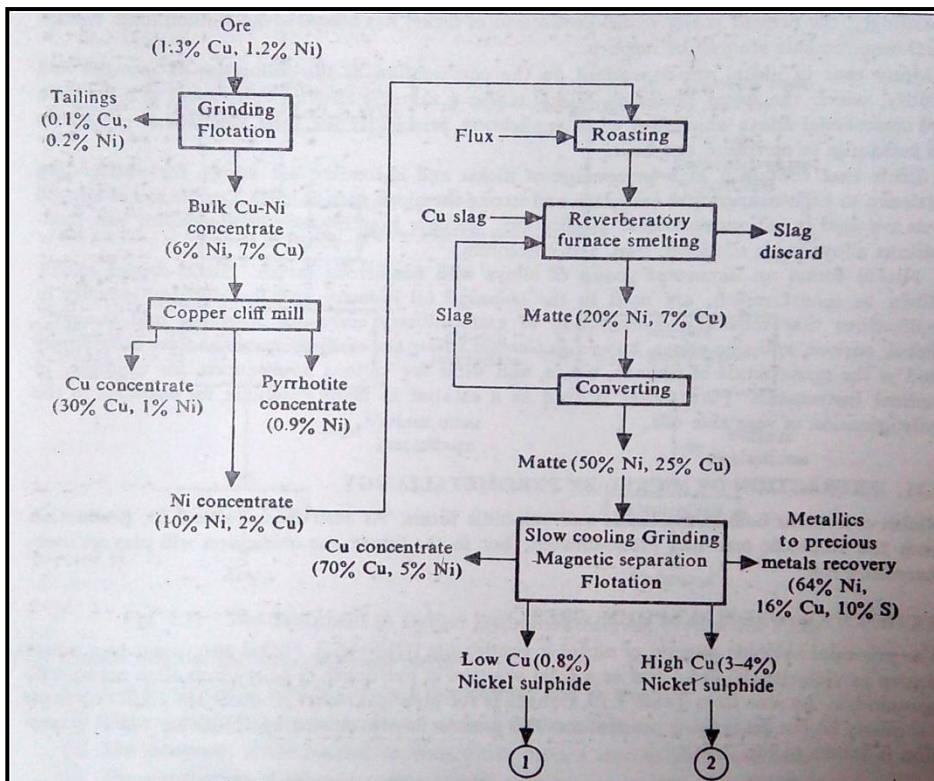 Ore
(1.3% Cu, 1.2% Ni)
Tailings
(0.1% Cu,
0.2% Ni)
Grinding
Flotation
Bulk Cu-Ni
concentrate
(6% Ni, 7% Cu)
Copper cliff mill
Cu concentrate
(30% Cu, 1% Ni)
Pyrrhotite
concentrate
(0.9% Ni)
Ni concentrate
(10% Ni, 2% Cu)
Flux
Roasting
Cu slag
Reverberatory
furnace smelting
Slag
discard
Slag
Matte (20% Ni, 7% Cu)
Converting
Matte (50% Ni, 25% Cu)
Cu concentrate
(70% Cu, 5% Ni)
Slow cooling Grinding
Magnetic separation
Flotation
Metallics
to precious
metals recovery
(64% Ni,
16% Cu, 10% S)
Low Cu (0.8%)
Nickel sulphide
High Cu (3–4%)
Nickel sulphide
1
2